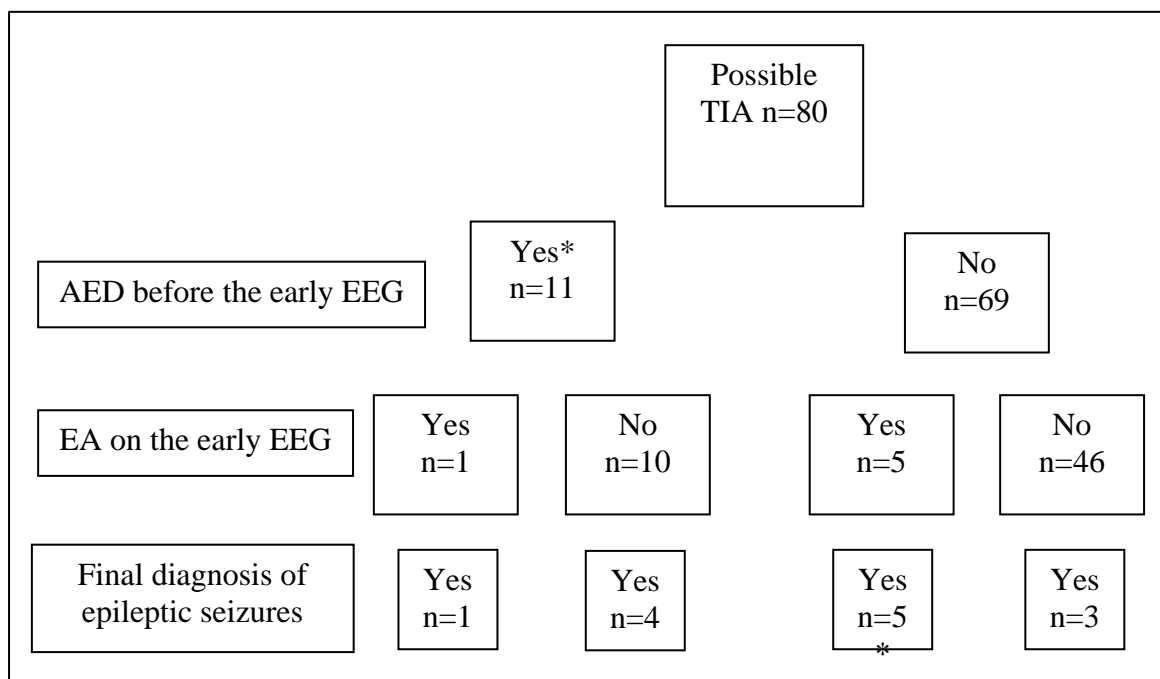 Possible
TIA n=80
AED before the early EEG
Yes*
n=11
No
n=69
EA on the early EEG
Yes
n=1
No
n=10
Yes
n=5
No
n=46
Final diagnosis of
epileptic seizures
Yes
n=1
Yes
n=4
Yes
n=5
*
Yes
n=3